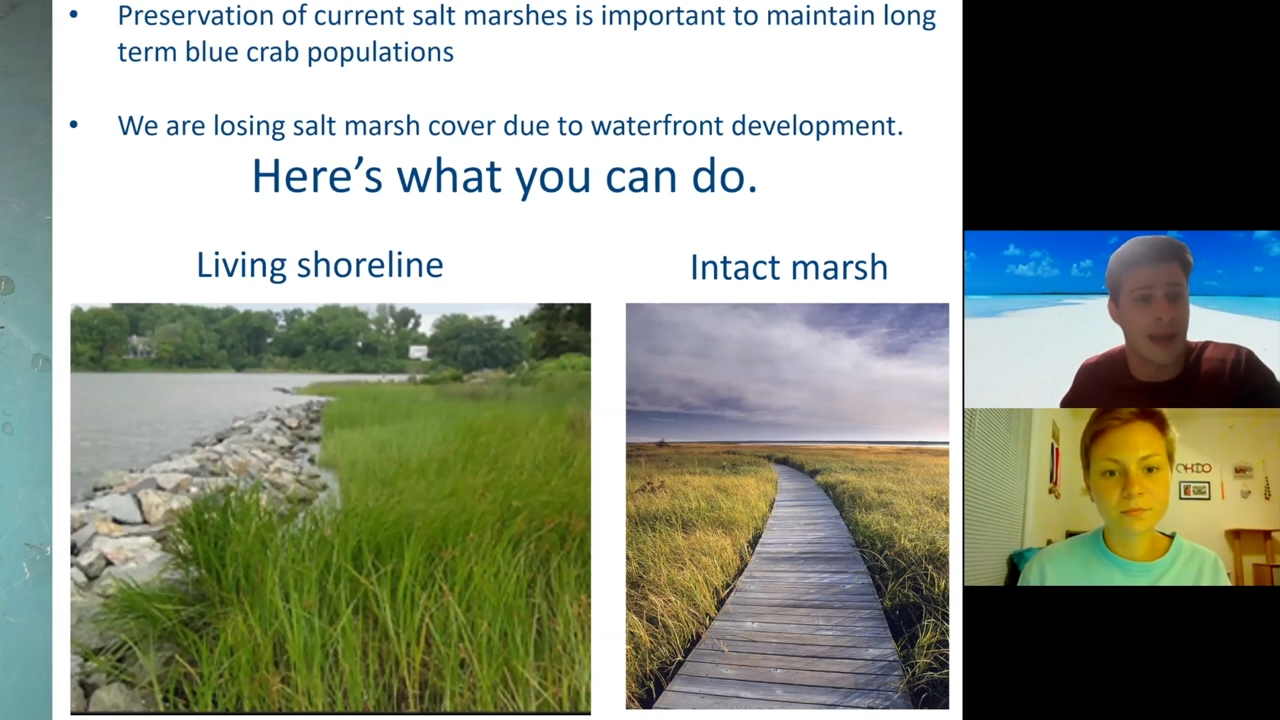 • Preservation of current salt marshes is important to maintain long
term blue crab populations
• We are losing salt marsh cover due to waterfront development.
Here’s what you can do.
Living shoreline
Intact marsh
OHIO